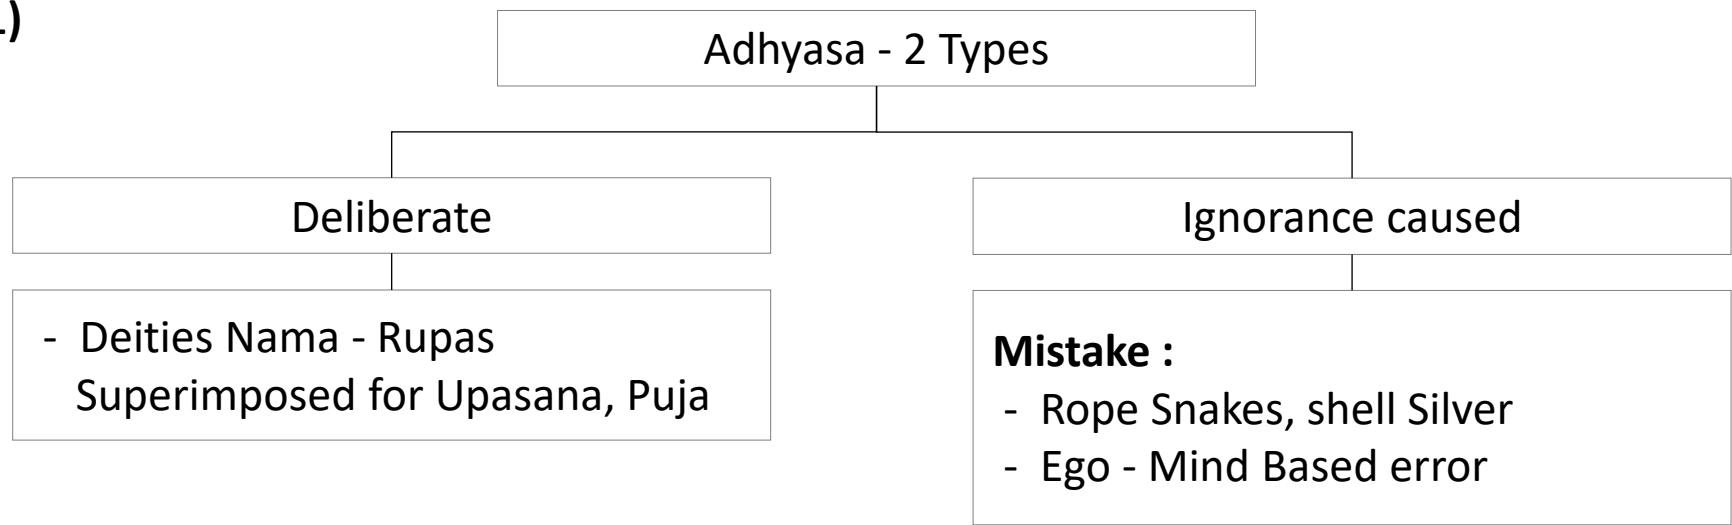 )
Adhyasa - 2 Types
Deliberate
Ignorance caused
- Deities Nama - Rupas
Superimposed for Upasana, Puja
Mistake :
- Rope Snakes, shell Silver
- Ego - Mind Based error